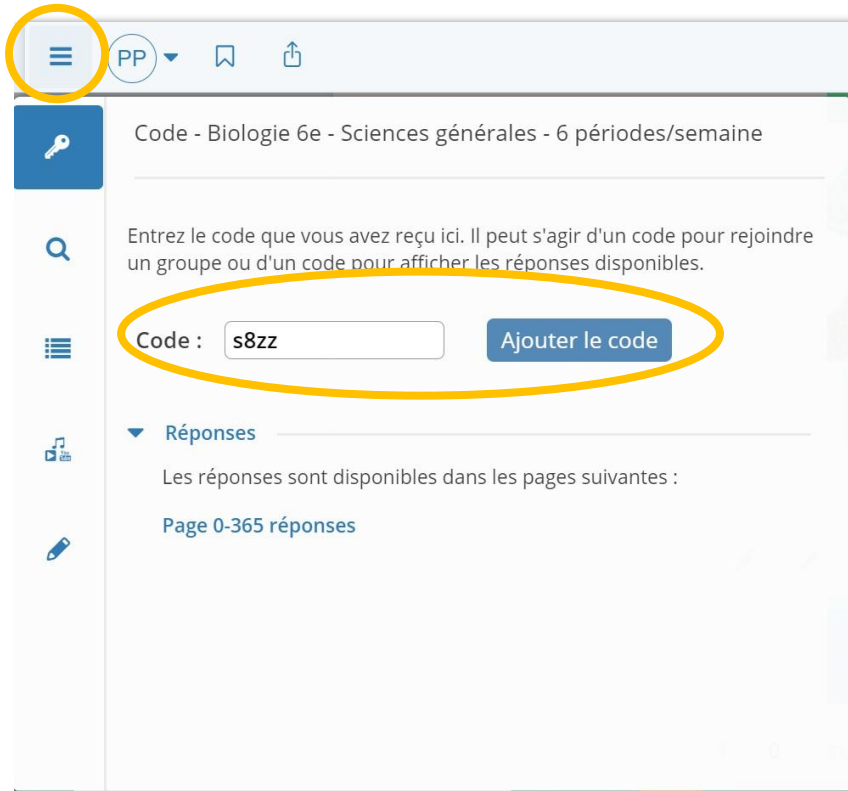 PP
Code - Biologie 6e - Sciences générales - 6 périodes/semaine
Entrez le code que vous avez reçu ici. Il peut s'agir d'un code pour rejoindre
un groupe ou d'un code pour afficher les réponses disponibles.
Code : s8zz Ajouter le code
Réponses
Les réponses sont disponibles dans les pages suivantes :
Page 0-365 réponses